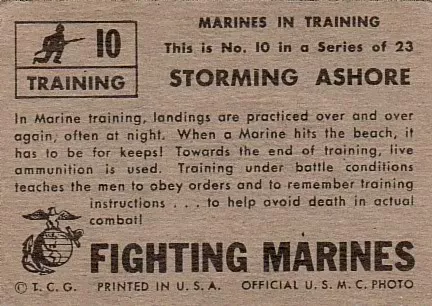 10
TRAINING
MARINES IN TRAINING
This is No. 10 in a Series of 23
STORMING ASHORE
In Marine training, landings are practiced over and over
again, often at night. When a Marine hits the beach, it
has to be for keeps! Towards the end of training, live
ammunition is used. Training under battle conditions
teaches the men to obey orders and to remember training
instructions . . . to help avoid death in actual
combat!
FIGHTING MARINES
© T. C. G. PRINTED IN U. S. A. OFFICIAL U. S. M. C. PHOTO